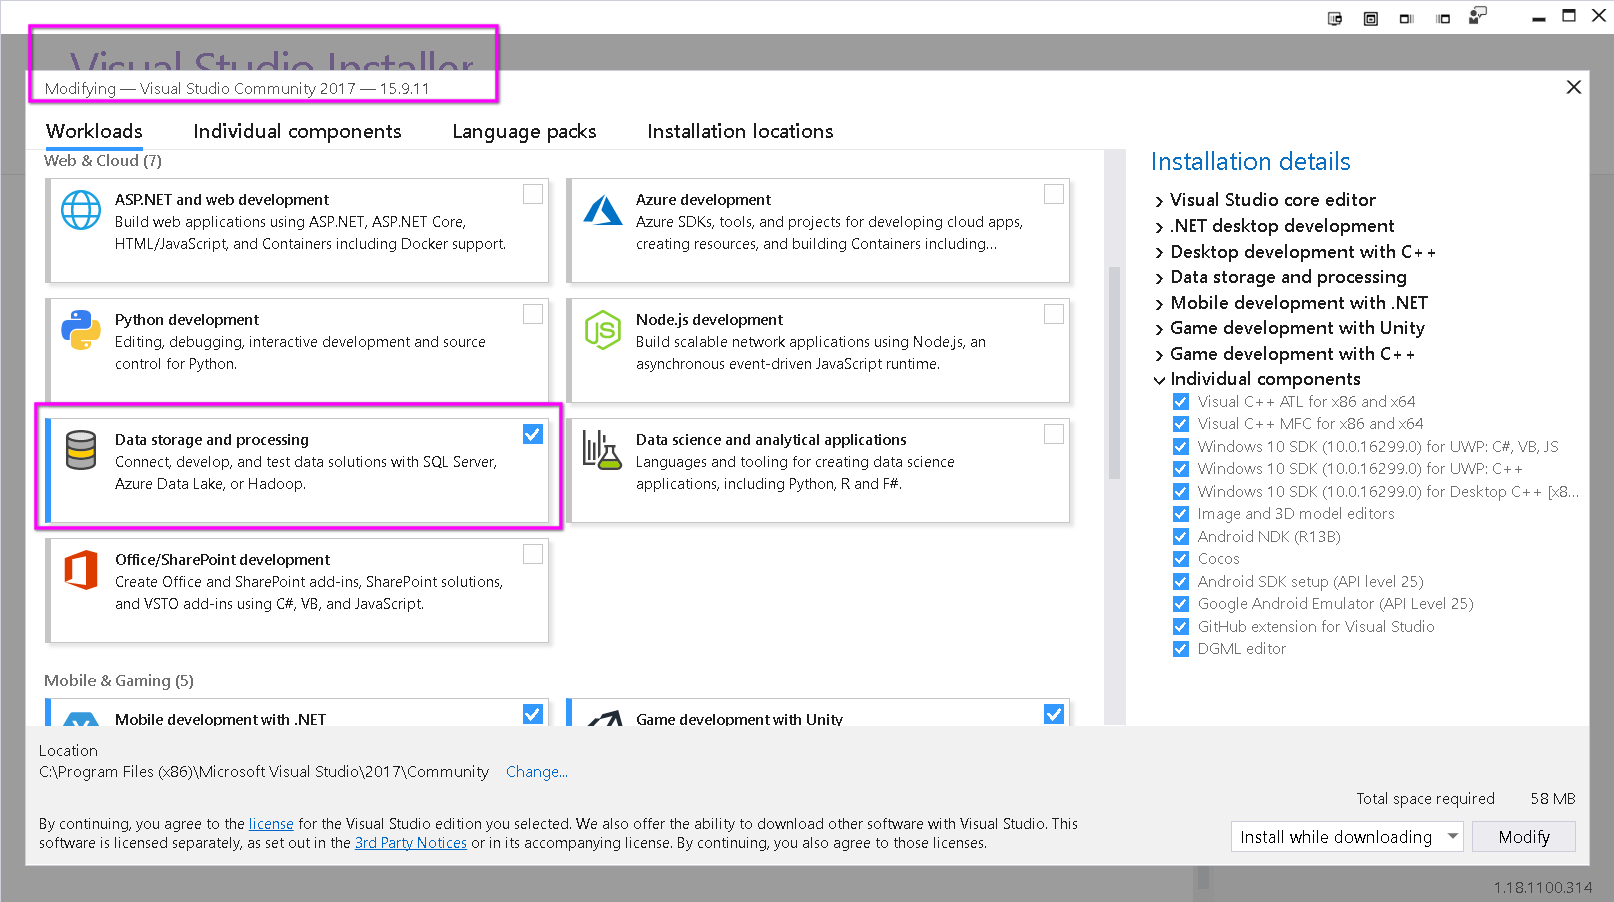 Visual Studio Installer
Modifying — Visual Studio Community 2017 — 15.9.11
Workloads
Individual components
Language packs
Installation locations
Web & Cloud (7)
ASP.NET and web development
Build web applications using ASP.NET, ASP.NET Core,
HTML/JavaScript, and Containers including Docker support.
Azure development
Azure SDKs, tools, and projects for developing cloud apps,
creating resources, and building Containers including...
Python development
Editing, debugging, interactive development and source
control for Python.
Node.js development
Build scalable network applications using Node.js, an
asynchronous event-driven JavaScript runtime.
JS
Data storage and processing
Connect, develop, and test data solutions with SQL Server,
Azure Data Lake, or Hadoop.
Data science and analytical applications
Languages and tooling for creating data science
applications, including Python, R and F#.
Office/SharePoint development
Create Office and SharePoint add-ins, SharePoint solutions,
and VSTO add-ins using C#, VB, and JavaScript.
Mobile & Gaming (5)
Mobile development with .NET
Game development with Unity
Installation details
Visual Studio core editor
.NET desktop development
Desktop development with C++
Data storage and processing
Mobile development with .NET
Game development with Unity
Game development with C++
Individual components
Visual C++ ATL for x86 and x64
Visual C++ MFC for x86 and x64
Windows 10 SDK (10.0.16299.0) for UWP: C#, VB, JS
Windows 10 SDK (10.0.16299.0) for UWP: C++
Windows 10 SDK (10.0.16299.0) for Desktop C++ [x8...
Image and 3D model editors
Android NDK (R13B)
Cocos
Android SDK setup (API level 25)
Google Android Emulator (API Level 25)
GitHub extension for Visual Studio
DGML editor
Location
C:\Program Files (x86)\Microsoft Visual Studio\2017\Community
Change...
Total space required 58 MB
By continuing, you agree to the license for the Visual Studio edition you selected. We also offer the ability to download other software with Visual Studio. This
software is licensed separately, as set out in the 3rd Party Notices or in its accompanying license. By continuing, you also agree to those licenses.
Install while downloading
Modify
1.18.1100.314